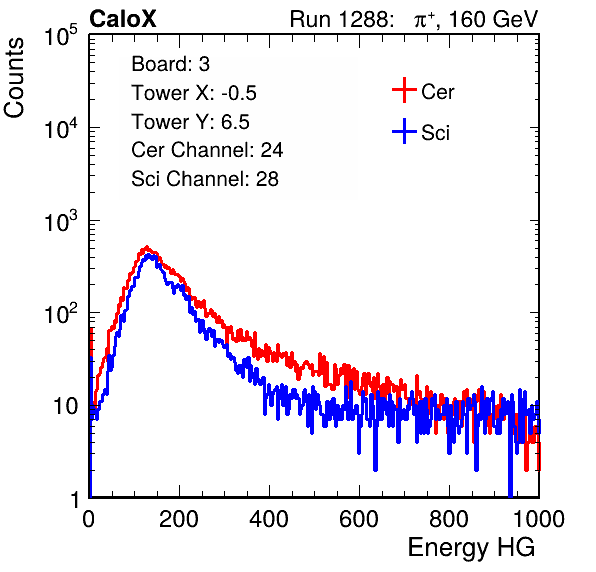 CaloX Run 1288: π⁺, 160 GeV
Counts
Board: 3
Tower X: -0.5
Tower Y: 6.5
Cer Channel: 24
Sci Channel: 28
Cer
Sci
10⁵
10⁴
10³
10²
10
1
0 200 400 600 800 1000
Energy HG